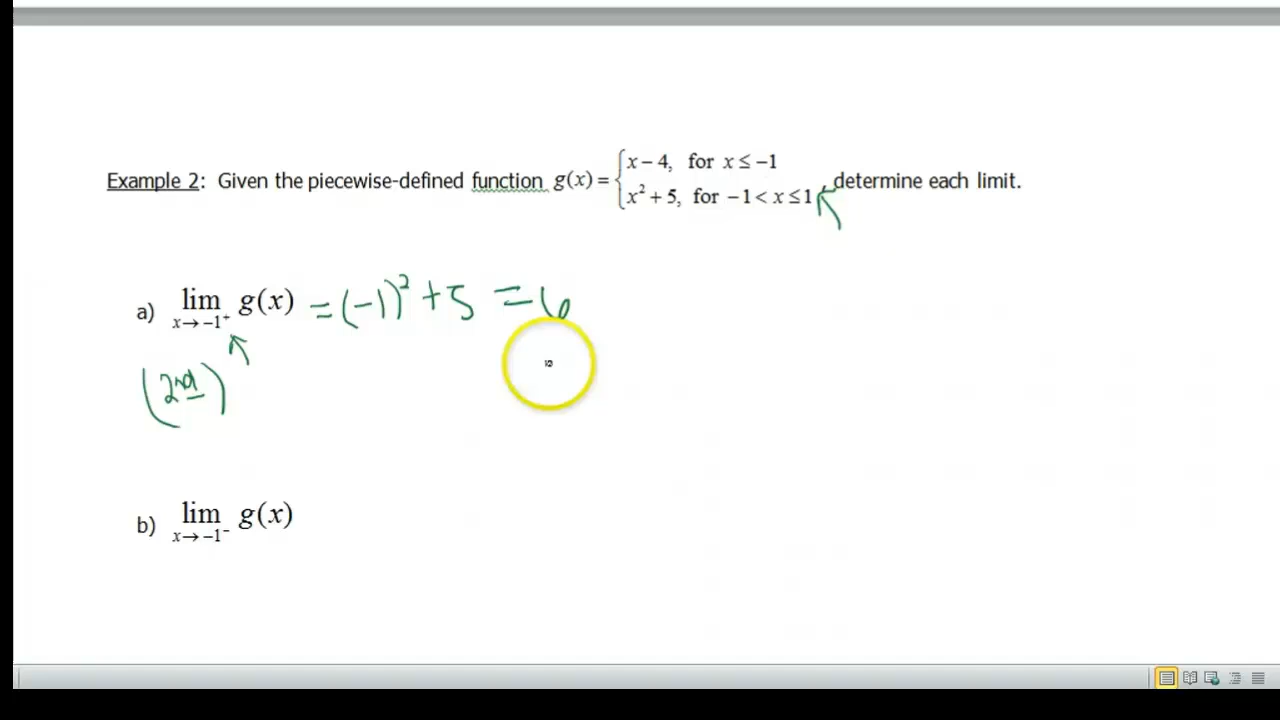 Example 2: Given the piecewise-defined function g(x) = { x − 4, for x ≤ −1
x² + 5, for −1 < x ≤ 1 , determine each limit.
a) lim x→−1⁺ g(x) = (−1)² + 5 = 6
(2nd)
b) lim x→−1⁻ g(x)